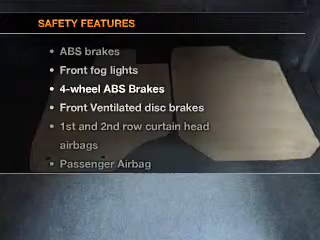 SAFETY FEATURES
• ABS brakes
• Front fog lights
• 4-wheel ABS Brakes
• Front Ventilated disc brakes
• 1st and 2nd row curtain head
airbags
• Passenger Airbag